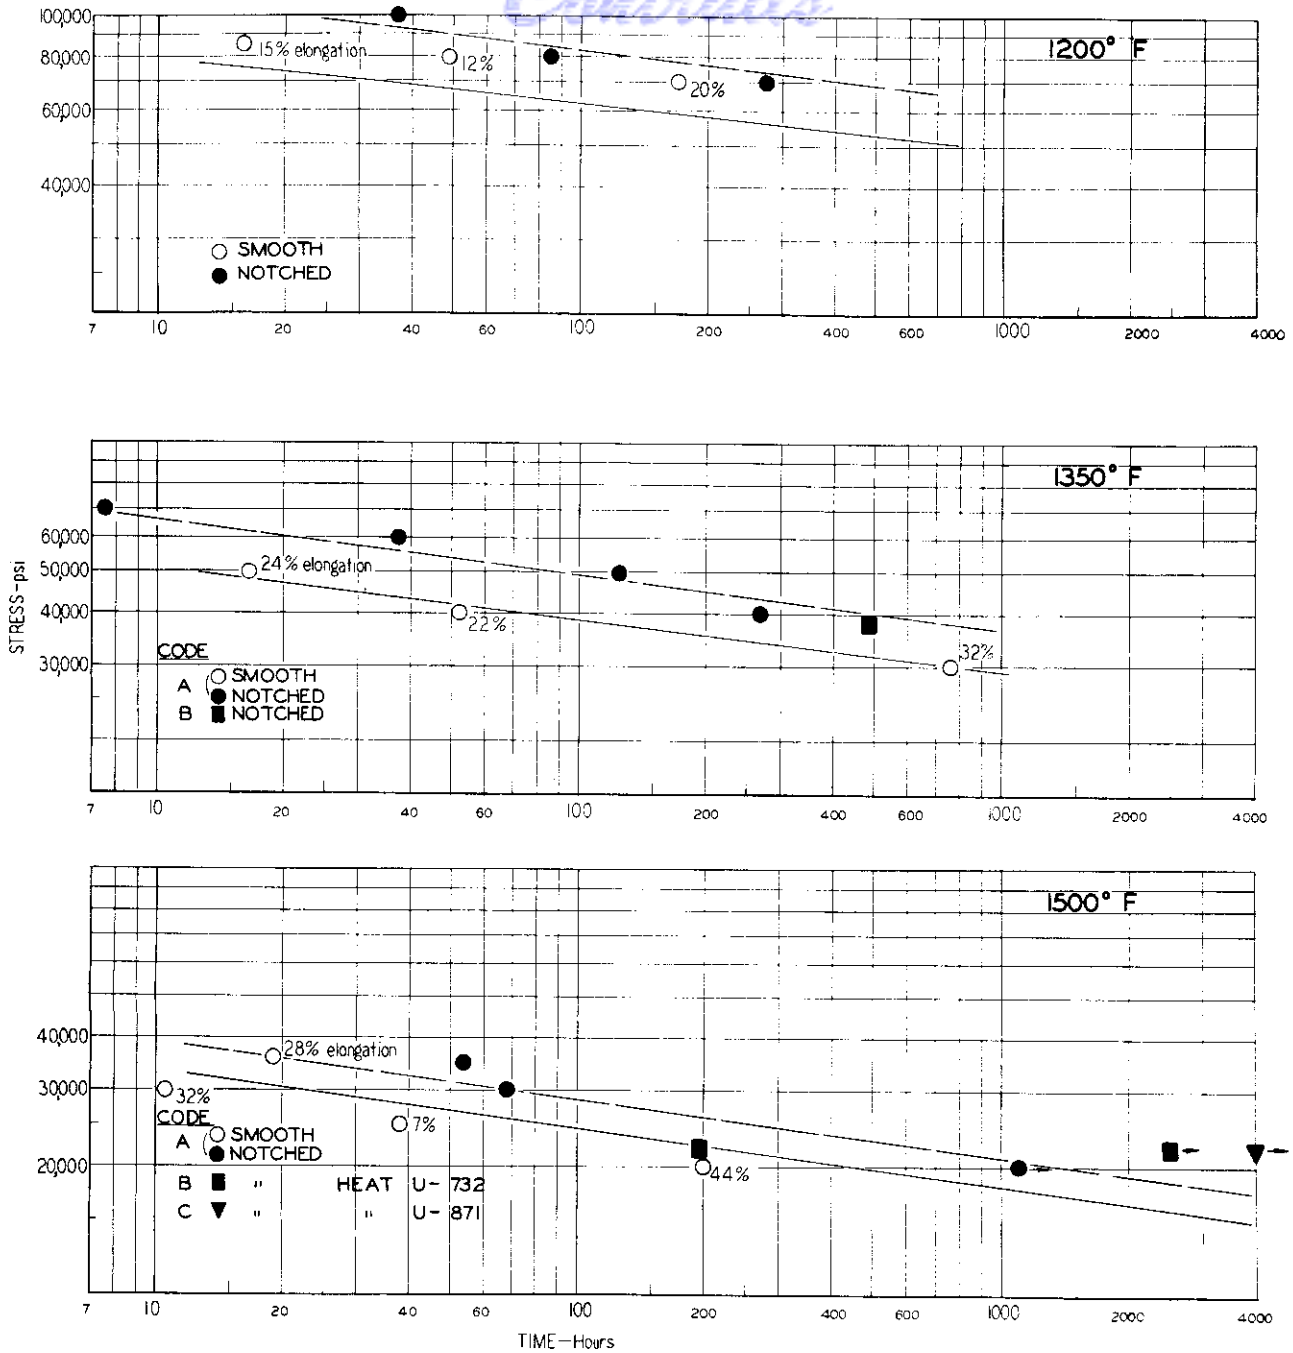 Contrails
100,000
1200° F
15% elongation
80,000
12%
20%
60,000
40,000
○ SMOOTH
● NOTCHED
7 10 20 40 60 100 200 400 600 1000 2000 4000
1350° F
60,000
24% elongation
50,000
STRESS-psi
40,000
22%
CODE
32%
30,000
A ○ SMOOTH
● NOTCHED
B ■ NOTCHED
7 10 20 40 60 100 200 400 600 1000 2000 4000
1500° F
40,000
28% elongation
30,000
32%
CODE
7%
A ○ SMOOTH
● NOTCHED
20,000
44%
B ■ " HEAT U-732
C ▼ " " U-871
7 10 20 40 60 100 200 400 600 1000 2000 4000
TIME-Hours